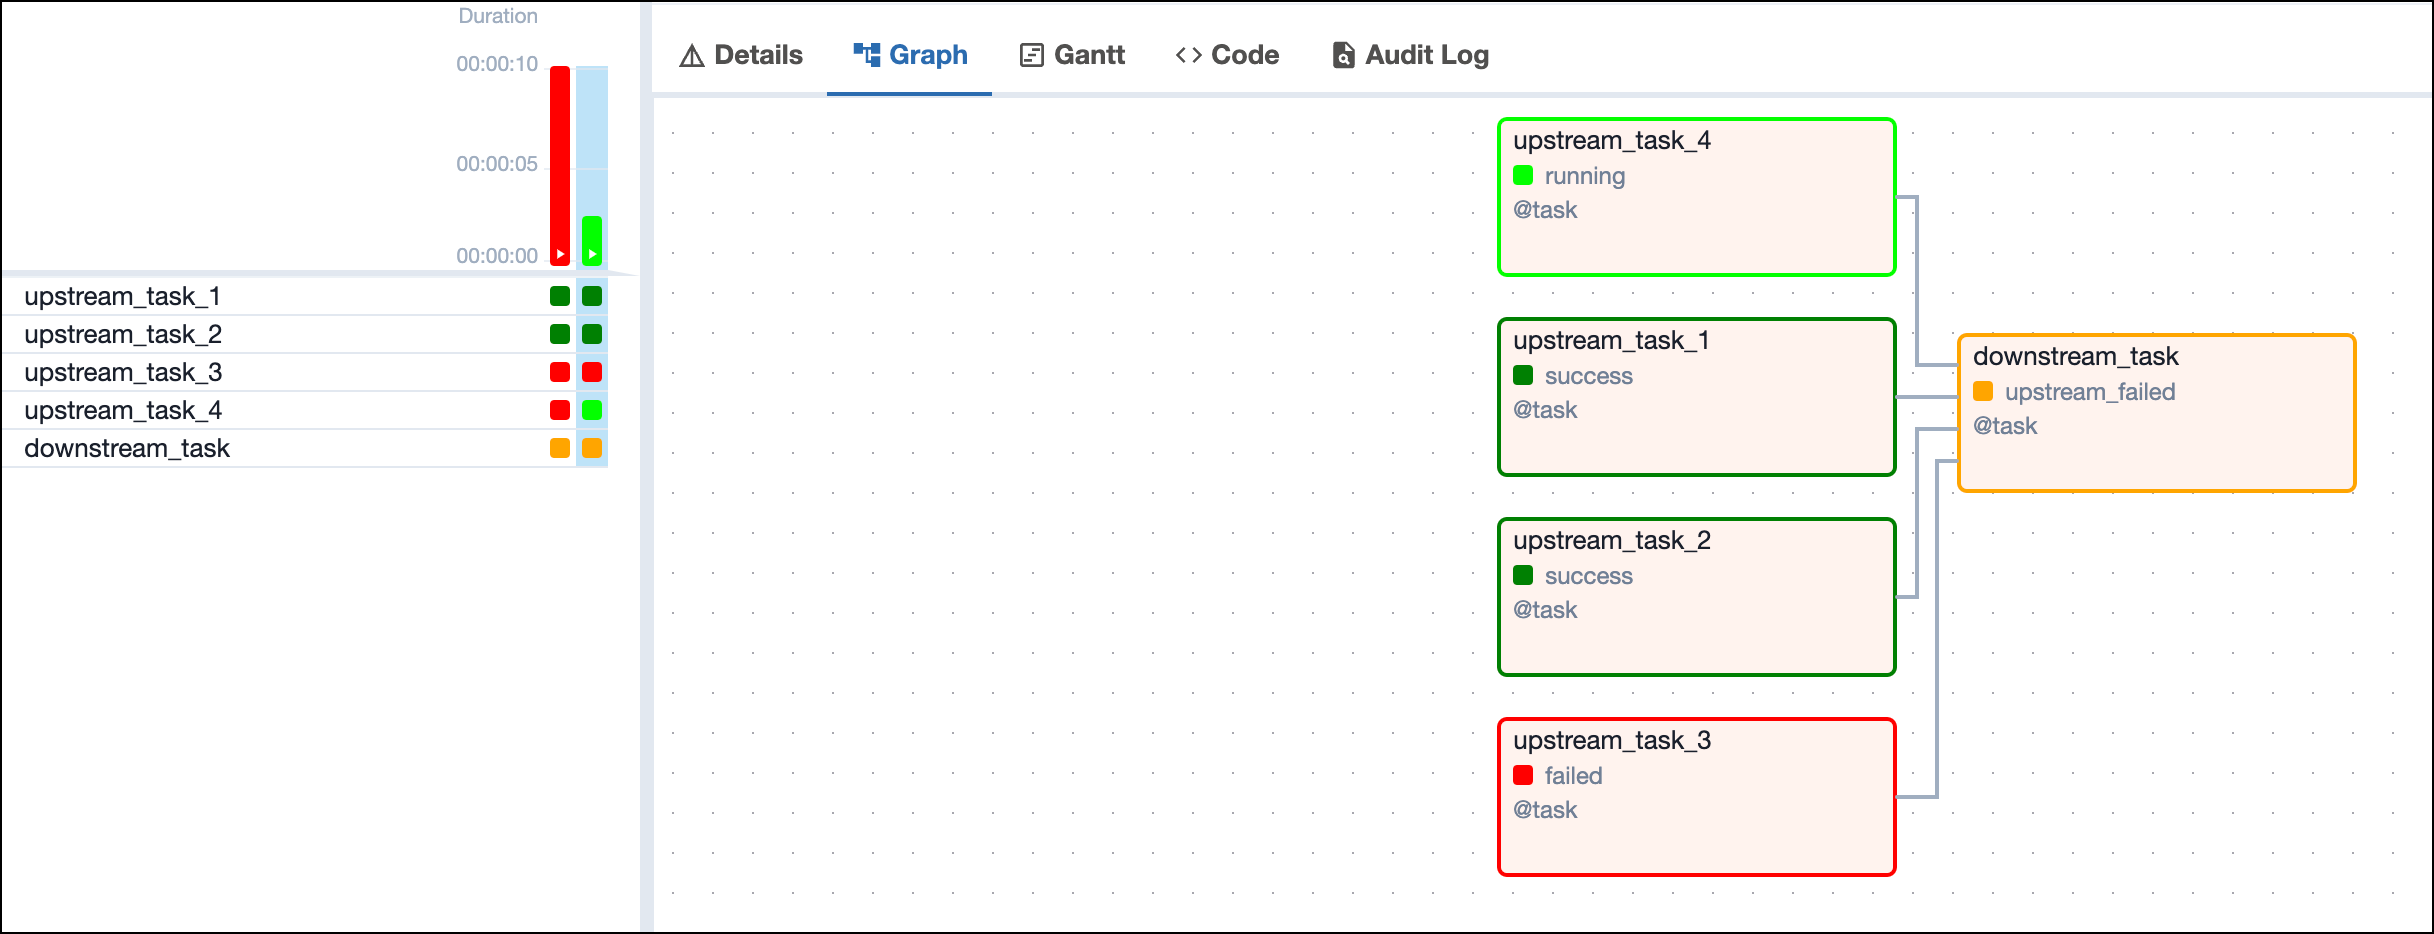 Duration
00:00:10
00:00:05
00:00:00
upstream_task_1
upstream_task_2
upstream_task_3
upstream_task_4
downstream_task
Details Graph Gantt Code Audit Log
upstream_task_4
running
@task
upstream_task_1
success
@task
downstream_task
upstream_failed
@task
upstream_task_2
success
@task
upstream_task_3
failed
@task